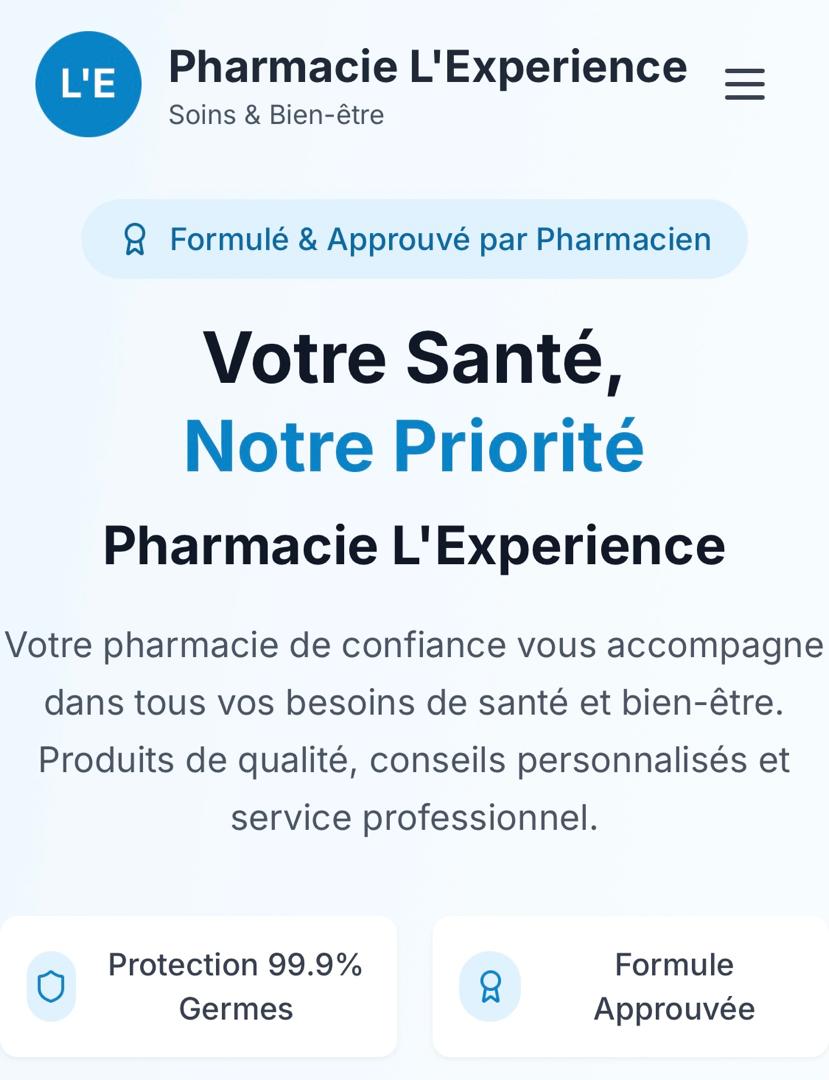 L'E
Pharmacie L'Experience
Soins & Bien-être
Formulé & Approuvé par Pharmacien
Votre Santé,
Notre Priorité
Pharmacie L'Experience
Votre pharmacie de confiance vous accompagne
dans tous vos besoins de santé et bien-être.
Produits de qualité, conseils personnalisés et
service professionnel.
Protection 99.9%
Germes
Formule
Approuvée